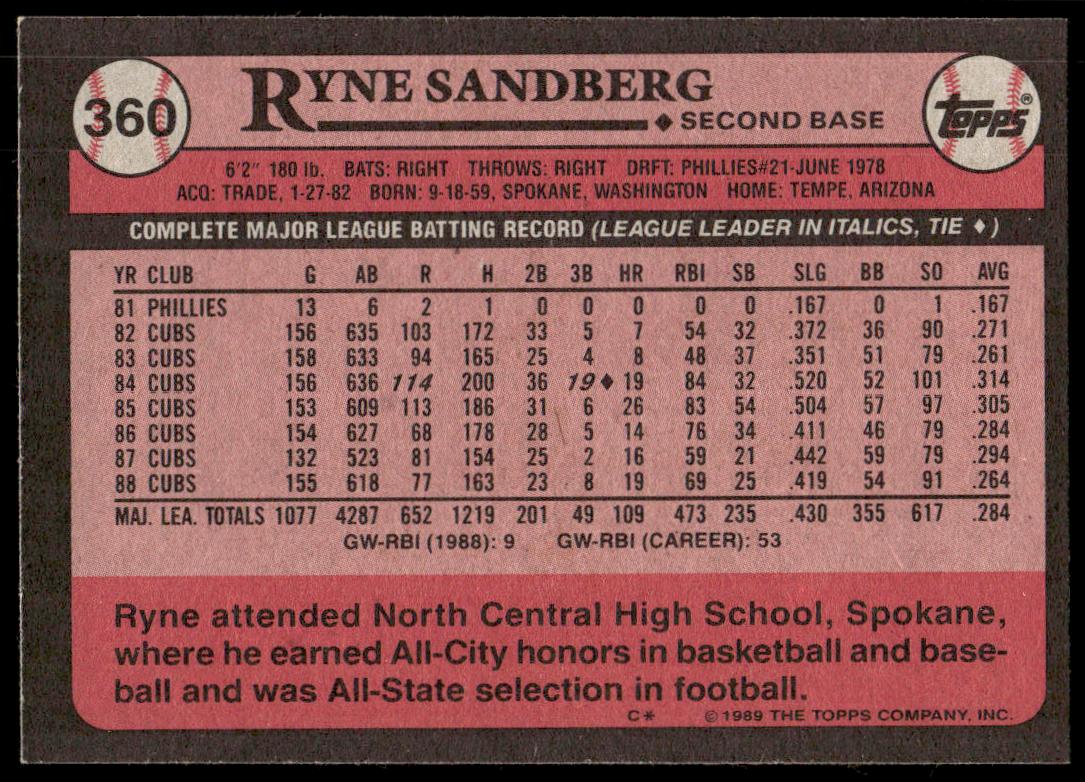 360
RYNE SANDBERG
◆ SECOND BASE
TOPPS®
6'2" 180 lb. BATS: RIGHT THROWS: RIGHT DRFT: PHILLIES#21-JUNE 1978
ACQ: TRADE, 1-27-82 BORN: 9-18-59, SPOKANE, WASHINGTON HOME: TEMPE, ARIZONA
COMPLETE MAJOR LEAGUE BATTING RECORD (LEAGUE LEADER IN ITALICS, TIE ♦)
YR CLUB G AB R H 2B 3B HR RBI SB SLG BB SO AVG
81 PHILLIES 13 6 2 1 0 0 0 0 0 .167 0 1 .167
82 CUBS 156 635 103 172 33 5 7 54 32 .372 36 90 .271
83 CUBS 158 633 94 165 25 4 8 48 37 .351 51 79 .261
84 CUBS 156 636 114 200 36 19♦ 19 84 32 .520 52 101 .314
85 CUBS 153 609 113 186 31 6 26 83 54 .504 57 97 .305
86 CUBS 154 627 68 178 28 5 14 76 34 .411 46 79 .284
87 CUBS 132 523 81 154 25 2 16 59 21 .442 59 79 .294
88 CUBS 155 618 77 163 23 8 19 69 25 .419 54 91 .264
MAJ. LEA. TOTALS 1077 4287 652 1219 201 49 109 473 235 .430 355 617 .284
GW-RBI (1988): 9 GW-RBI (CAREER): 53
Ryne attended North Central High School, Spokane,
where he earned All-City honors in basketball and base-
ball and was All-State selection in football.
C* © 1989 THE TOPPS COMPANY, INC.